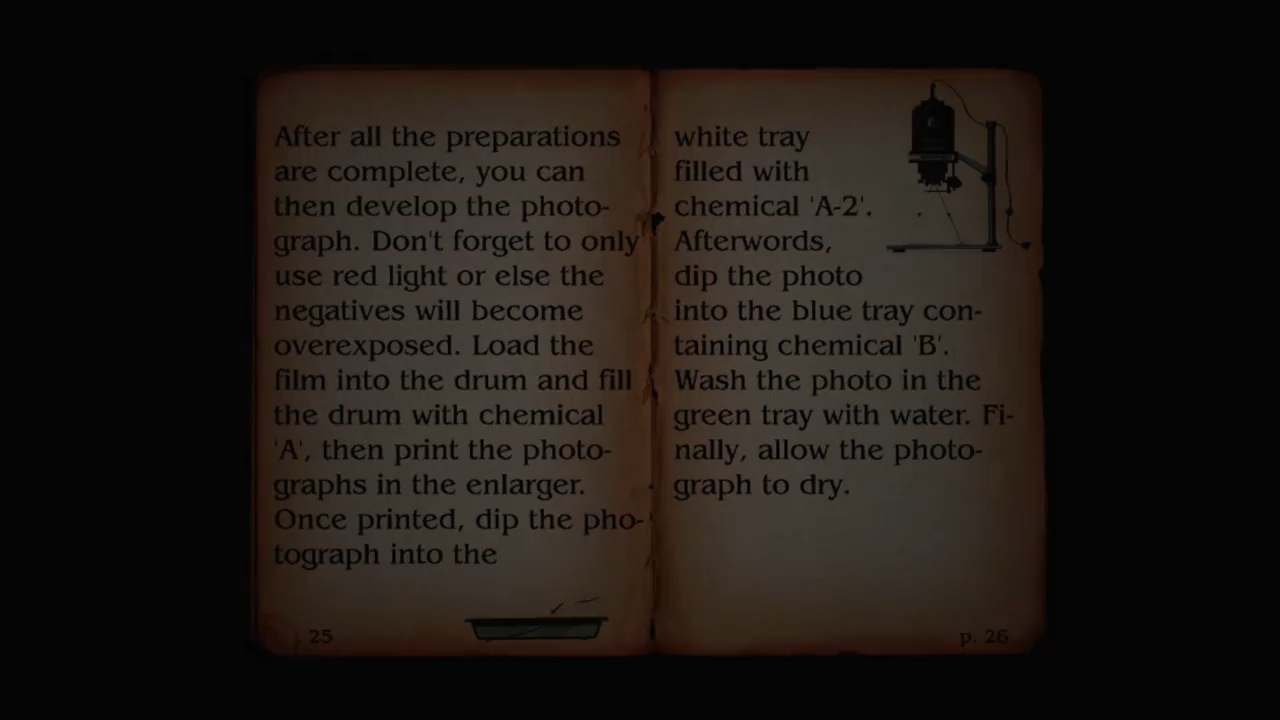 After all the preparations
are complete, you can
then develop the photo-
graph. Don't forget to only
use red light or else the
negatives will become
overexposed. Load the
film into the drum and fill
the drum with chemical
'A', then print the photo-
graphs in the enlarger.
Once printed, dip the pho-
tograph into the
25
white tray
filled with
chemical 'A-2'.
Afterwords,
dip the photo
into the blue tray con-
taining chemical 'B'.
Wash the photo in the
green tray with water. Fi-
nally, allow the photo-
graph to dry.
p. 26